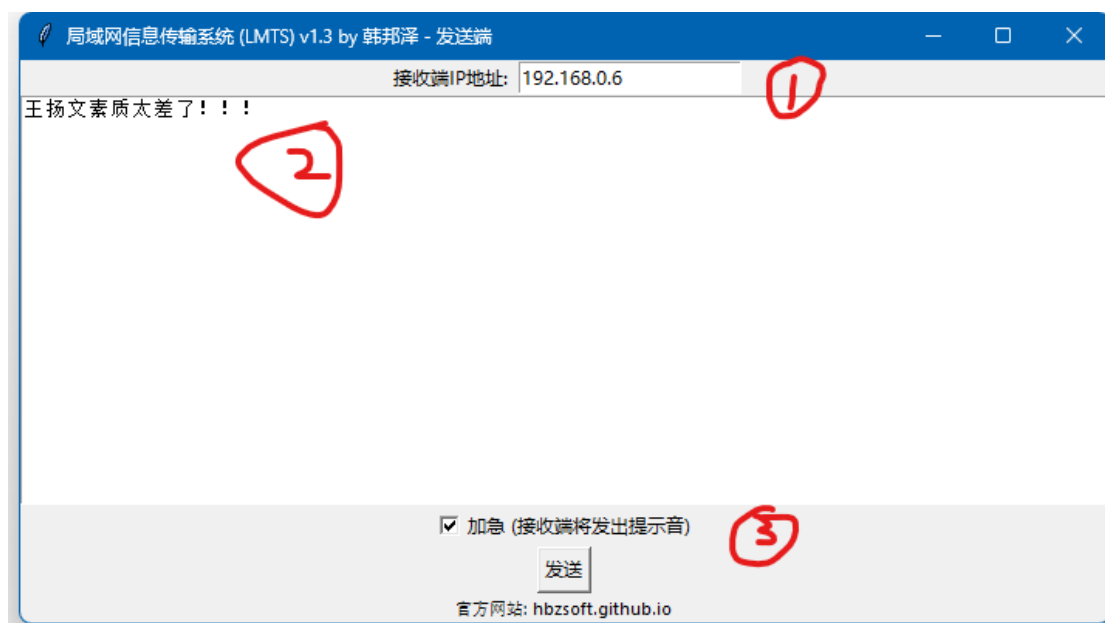 局域网信息传输系统 (LMTS) v1.3 by 韩邦泽 - 发送端
接收端IP地址: 192.168.0.6
1
王扬文素质太差了！！！
2
加急 (接收端将发出提示音)
3
发送
官方网站: hbzsoft.github.io